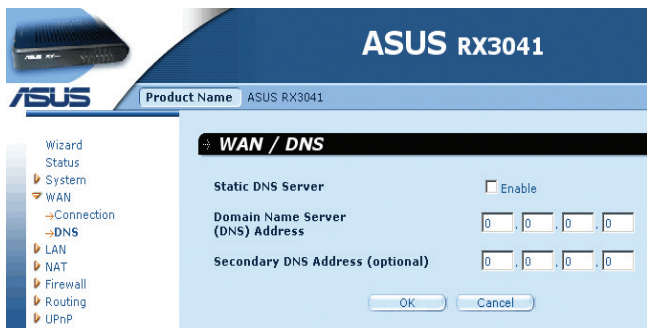 ASUS RX3041
ASUS
Product Name ASUS RX3041
Wizard
Status
System
WAN
→Connection
→DNS
LAN
NAT
Firewall
Routing
UPnP
WAN / DNS
Static DNS Server Enable
Domain Name Server
(DNS) Address 0 . 0 . 0 . 0
Secondary DNS Address (optional) 0 . 0 . 0 . 0
OK Cancel